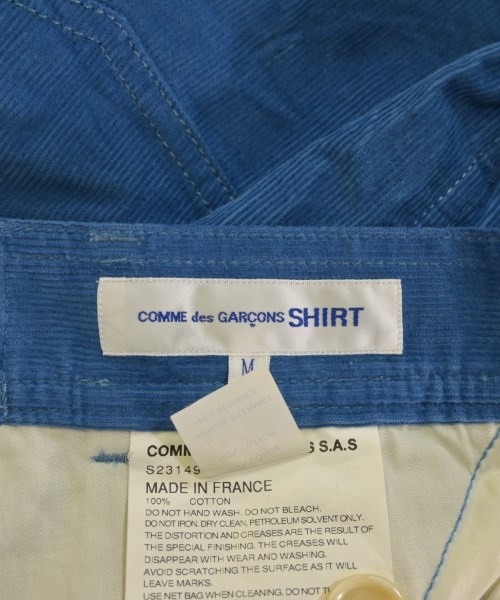 COMME des GARÇONS SHIRT
M
COMM S S.A.S
S23149
MADE IN FRANCE
100% COTTON
DO NOT HAND WASH. DO NOT BLEACH.
DO NOT IRON. DRY CLEAN, PETROLEUM SOLVENT ONLY.
THE DISTORTION AND CREASES ARE THE RESULT OF
THE SPECIAL FINISHING. THE CREASES WILL
DISAPPEAR WITH WEAR AND WASHING.
AVOID SCRATCHING THE SURFACE AS IT WILL
LEAVE MARKS.
USE NET BAG WHEN CLEANING. DO NOT